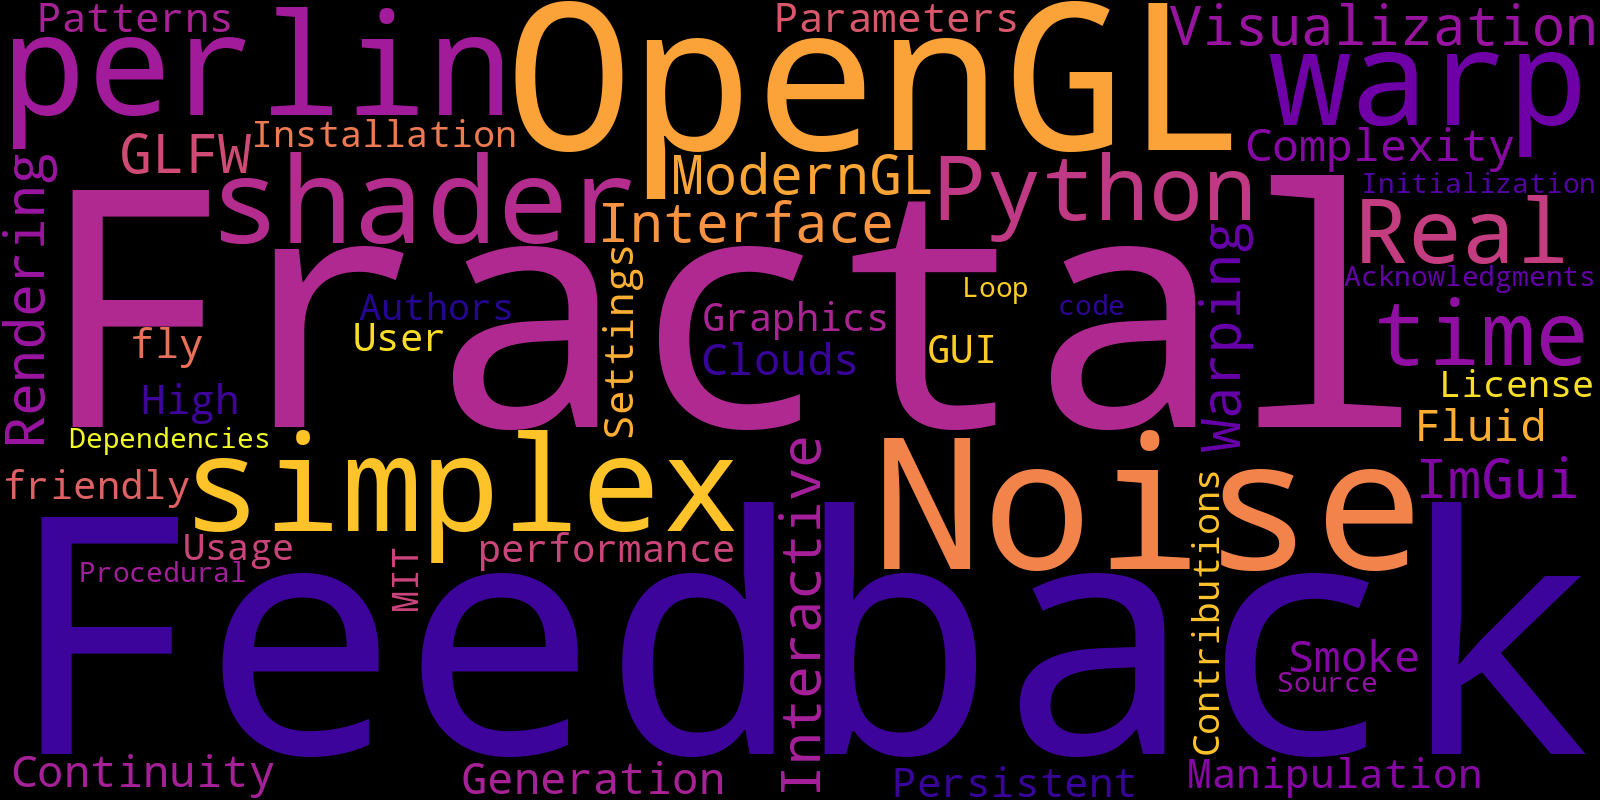 Patterns
Parameters
Visualization
perlin
OpenGL
warp
GLFW
Installation
Complexity
Rendering
shader
ModernGL
Python
Initialization
Interface
Real
Fractal
Warping
Settings
Acknowledgments
Authors
Loop
code
User
Graphics
GUI
time
fly
Clouds
High
License
Dependencies
Fluid
simplex
Noise
friendly
ImGui
Interactive
Contributions
Usage
performance
MIT
Procedural
Feedback
Smoke
Source
Continuity
Generation
Persistent
Manipulation